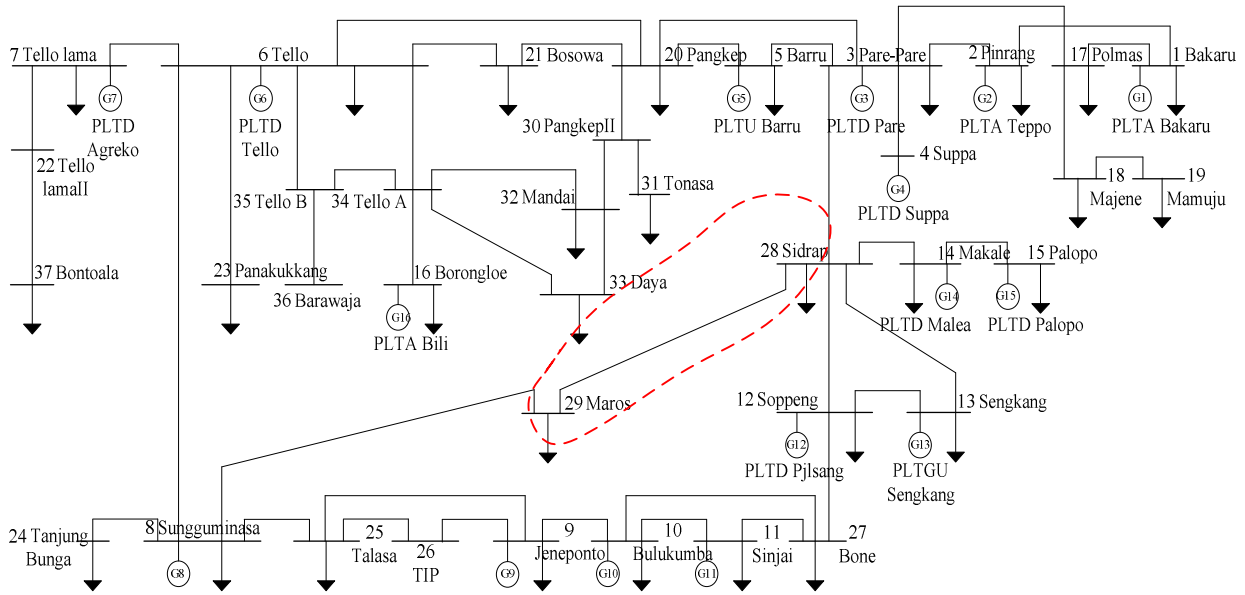 7 Tello lama
6 Tello
21 Bosowa
20 Pangkep
5 Barru
3 Pare-Pare
2 Pinrang
17 Polmas
1 Bakaru
G7
G6
G5
G3
G2
G1
PLTD
Agreko
PLTD
Tello
PLTU Barru
PLTD Pare
PLTA Teppo
PLTA Bakaru
30 PangkepII
4 Suppa
22 Tello
lamaII
35 Tello B
34 Tello A
32 Mandai
31 Tonasa
G4
PLTD Suppa
18
Majene
19
Mamuju
28 Sidrap
14 Makale
15 Palopo
37 Bontoala
23 Panakukkang
36 Barawaja
16 Borongloe
33 Daya
G16
PLTA Bili
G14
G15
PLTD Malea
PLTD Palopo
29 Maros
12 Soppeng
13 Sengkang
G12
G13
PLTD Pjlsang
PLTGU
Sengkang
24 Tanjung
Bunga
8 Sungguminasa
25
Talasa
26
TIP
9
Jeneponto
10
Bulukumba
11
Sinjai
27
Bone
G8
G9
G10
G11